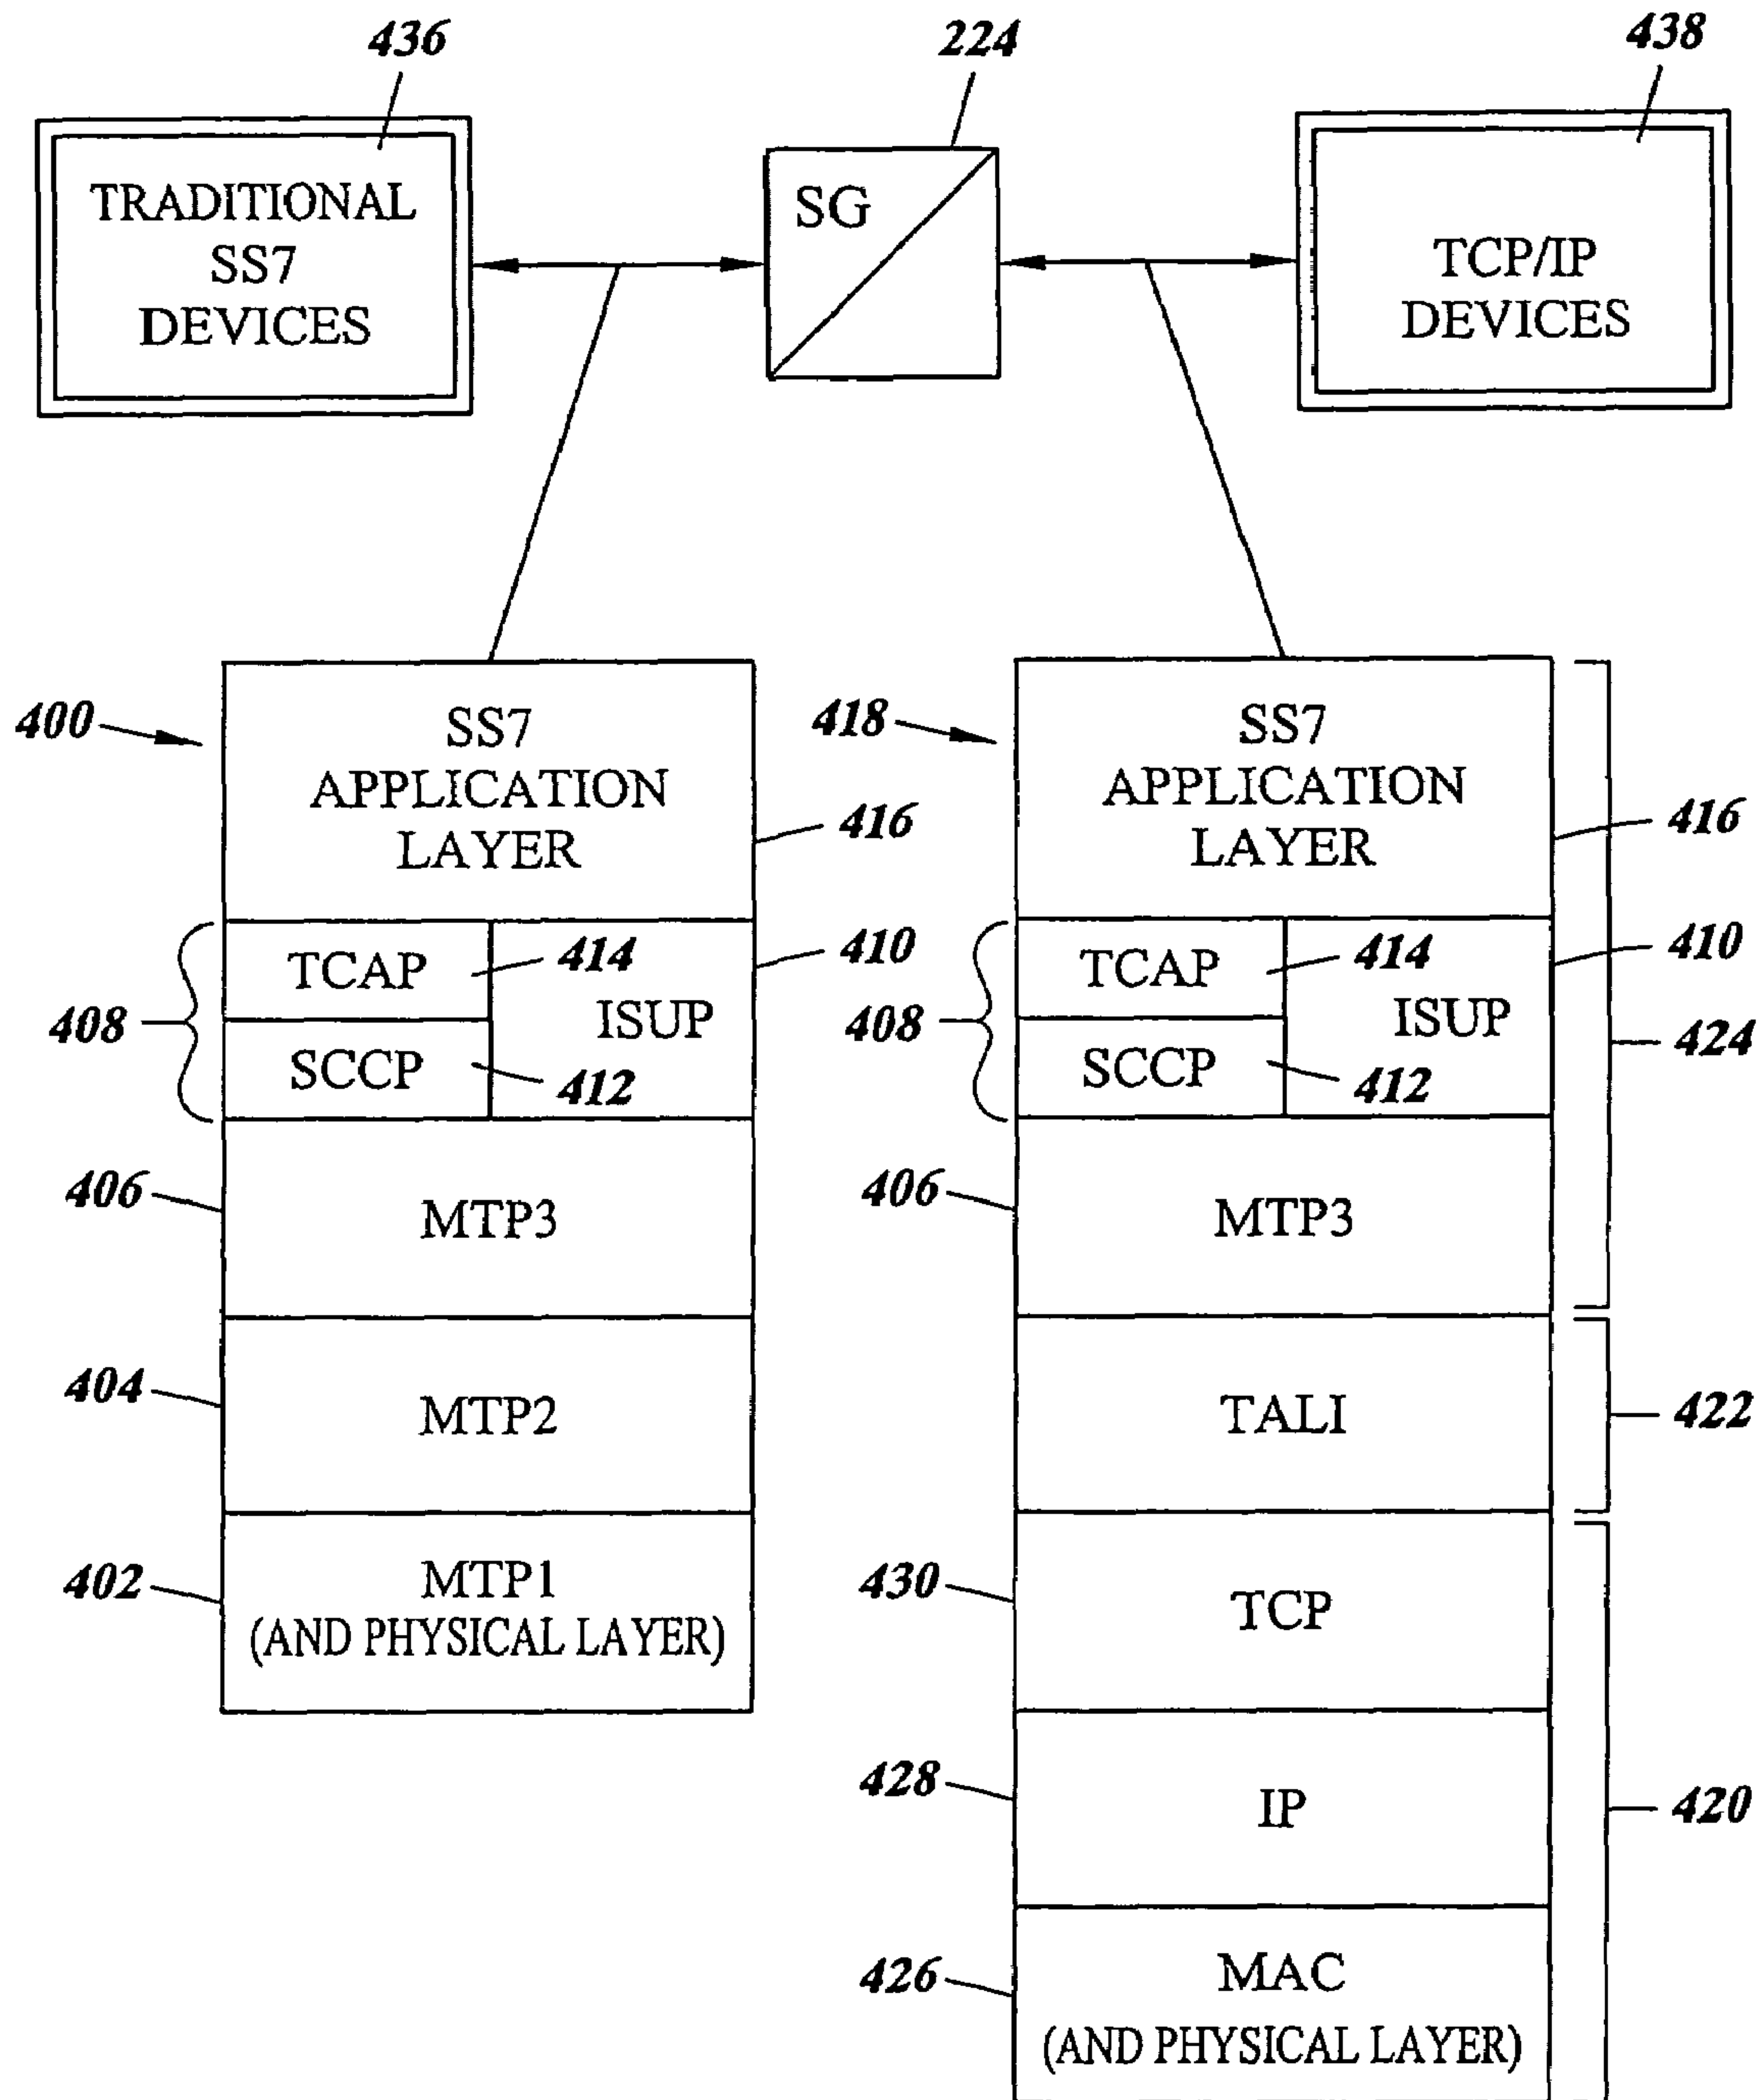 436
224
438
TRADITIONAL
SS7
DEVICES
SG
TCP/IP
DEVICES
400
SS7
APPLICATION
LAYER
416
408
TCAP
414
410
ISUP
SCCP
412
406
MTP3
404
MTP2
402
MTP1
(AND PHYSICAL LAYER)
418
SS7
APPLICATION
LAYER
416
408
TCAP
414
410
ISUP
SCCP
412
424
406
MTP3
TALI
422
430
TCP
428
IP
420
426
MAC
(AND PHYSICAL LAYER)